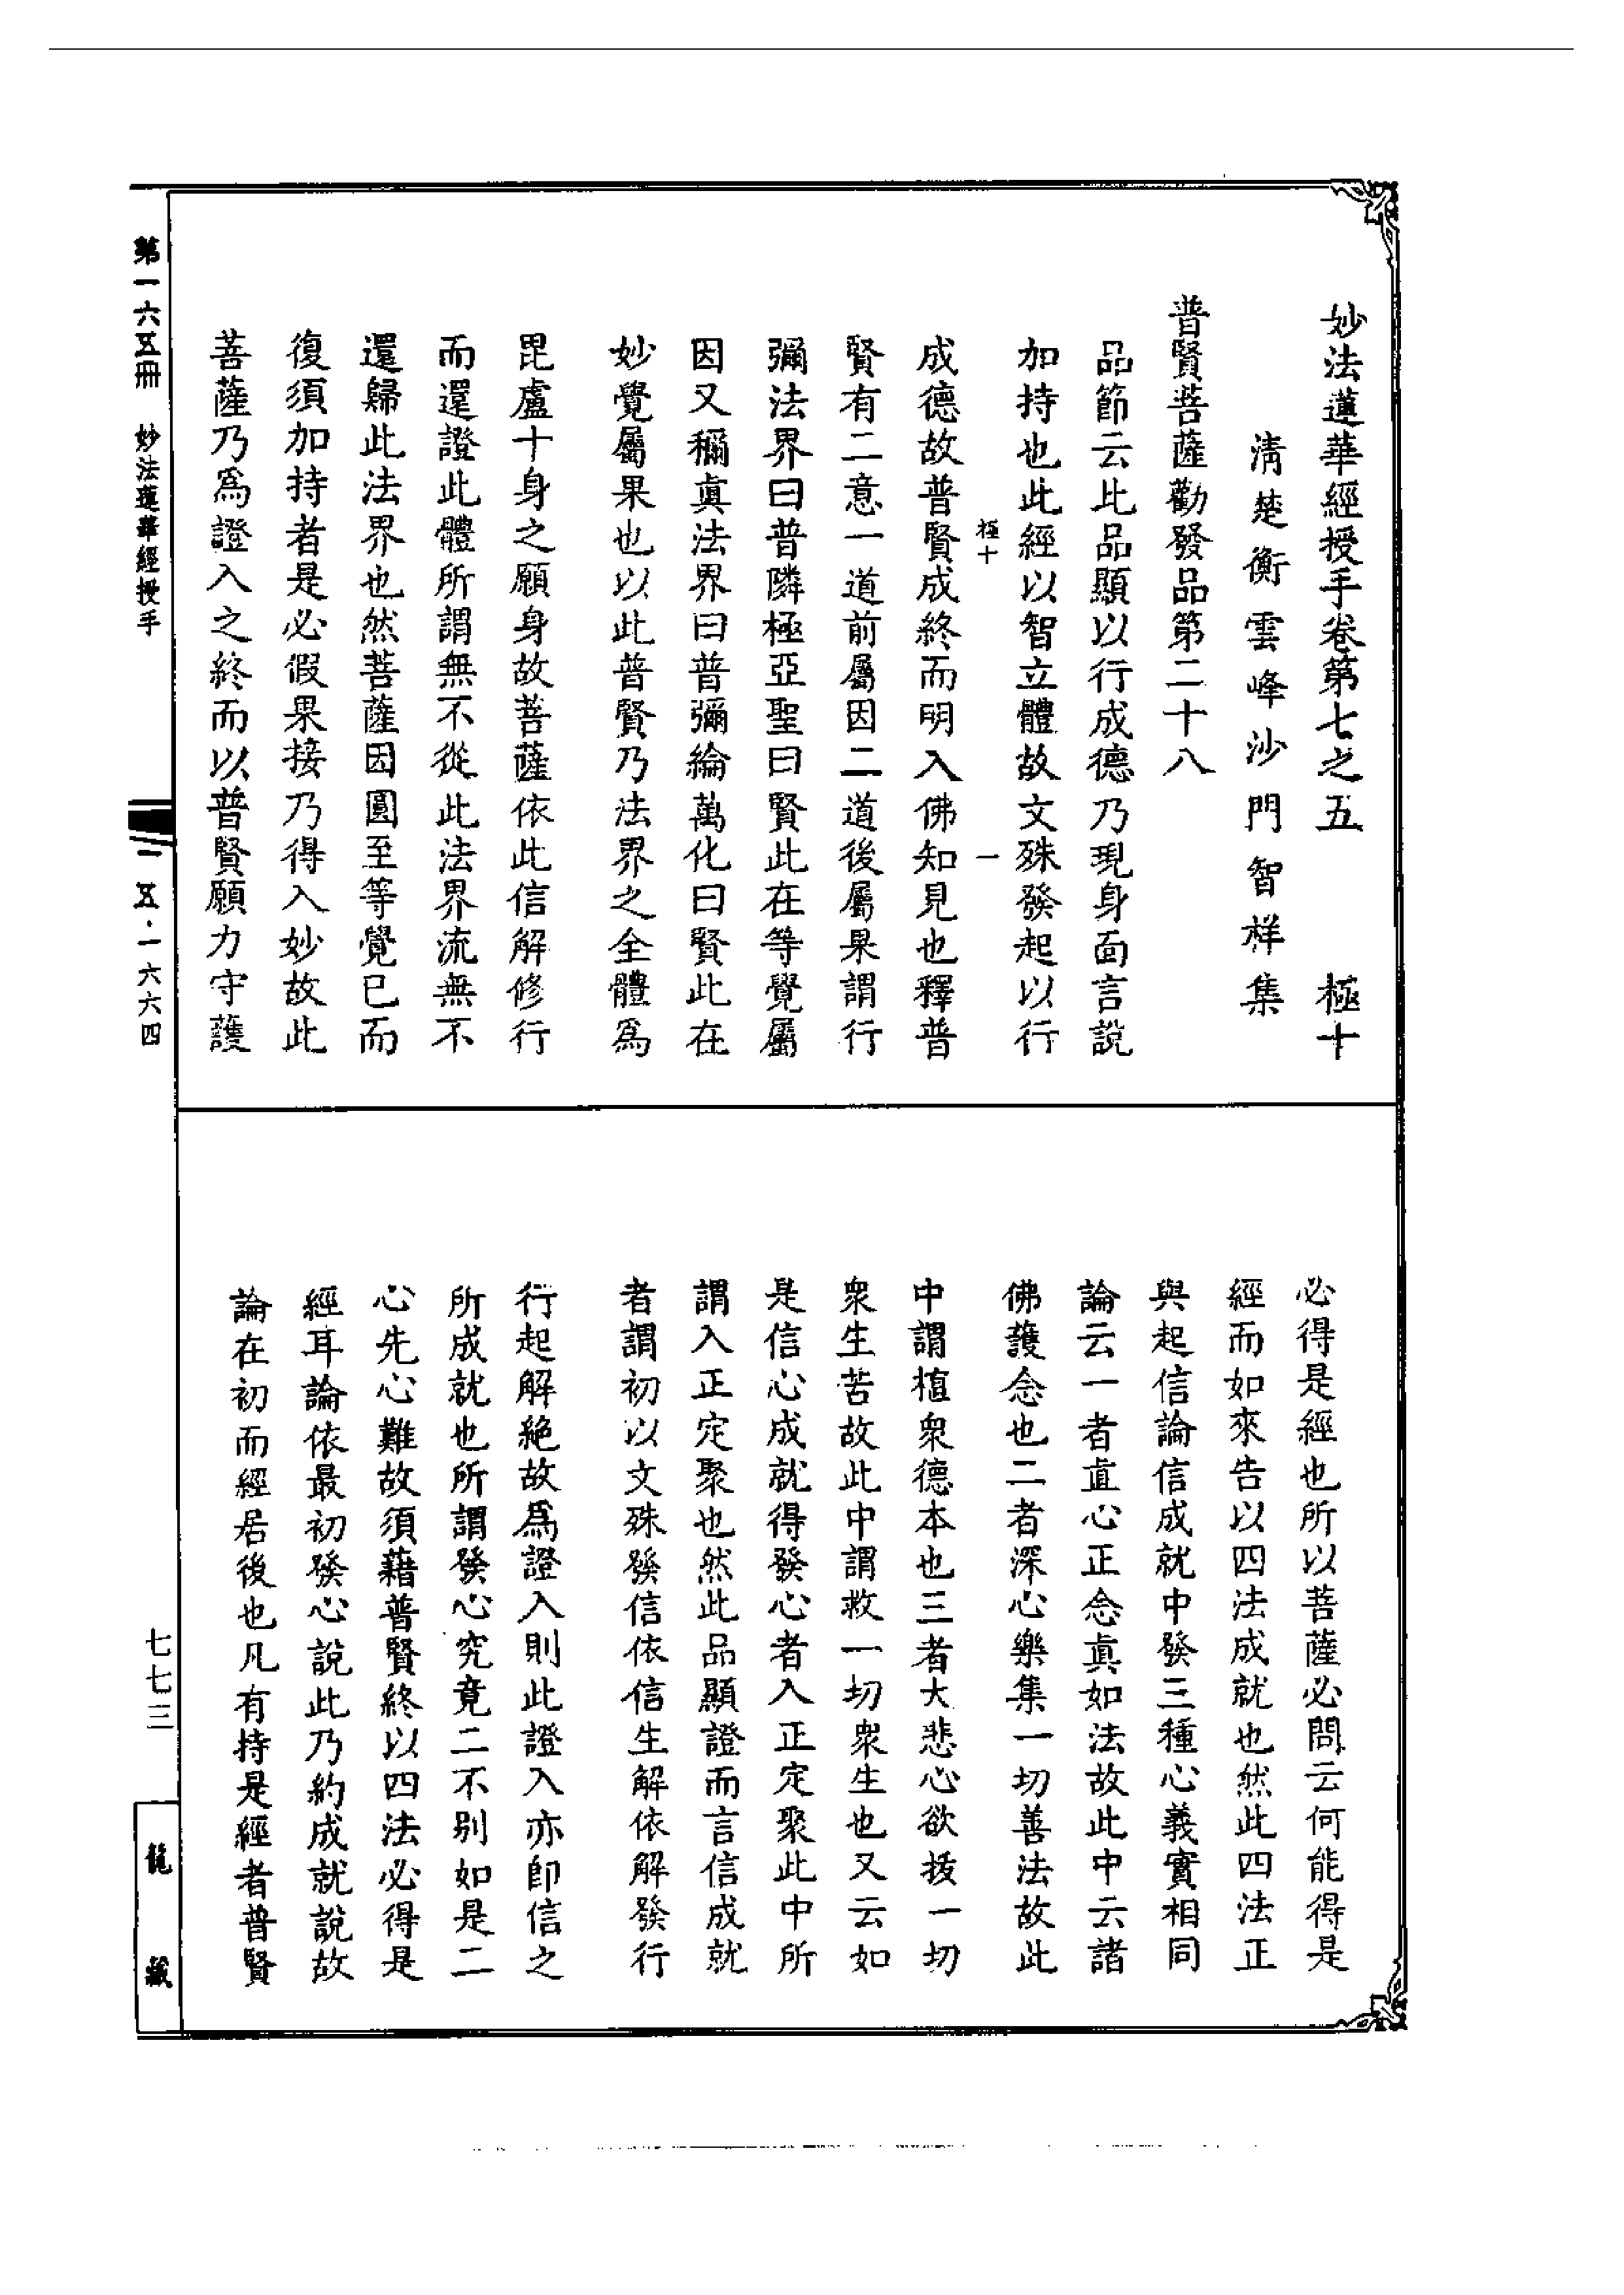 妙法蓮華經授手卷第七之五　極十
清楚衡雲峰沙門智祥集
普賢菩薩勸發品第二十八
品節云此品顯以行成德乃現身面言說
加持也此經以智立體故文殊發起以行
極十　一
成德故普賢成終而明入佛知見也釋普
賢有二意一道前屬因二道後屬果謂行
彌法界曰普隣極亞聖曰賢此在等覺屬
因又稱真法界曰普彌綸萬化曰賢此在
妙覺屬果也以此普賢乃法界之全體為
毘盧十身之願身故菩薩依此信解修行
而還證此體所謂無不從此法界流無不
還歸此法界也然菩薩因圓至等覺已而
復須加持者是必假果接乃得入妙故此
菩薩乃為證入之終而以普賢願力守護
必得是經也所以菩薩必問云何能得是
經而如來告以四法成就也然此四法正
與起信論信成就中發三種心義實相同
論云一者直心正念真如法故此中云諸
佛護念也二者深心樂集一切善法故此
中謂植衆德本也三者大悲心欲拔一切
衆生苦故此中謂救一切衆生也又云如
是信心成就得發心者入正定聚此中所
謂入正定聚也然此品顯證而言信成就
者謂初以文殊發信依信生解依解發行
行起解絕故為證入則此證入亦即信之
所成就也所謂發心究竟二不別如是二
心先心難故須藉普賢終以四法必得是
經耳論依最初發心說此乃約成就說故
論在初而經居後也凡有持是經者普賢
第一六五冊　妙法蓮華經授手
一五·一六六四
七七三
龍藏